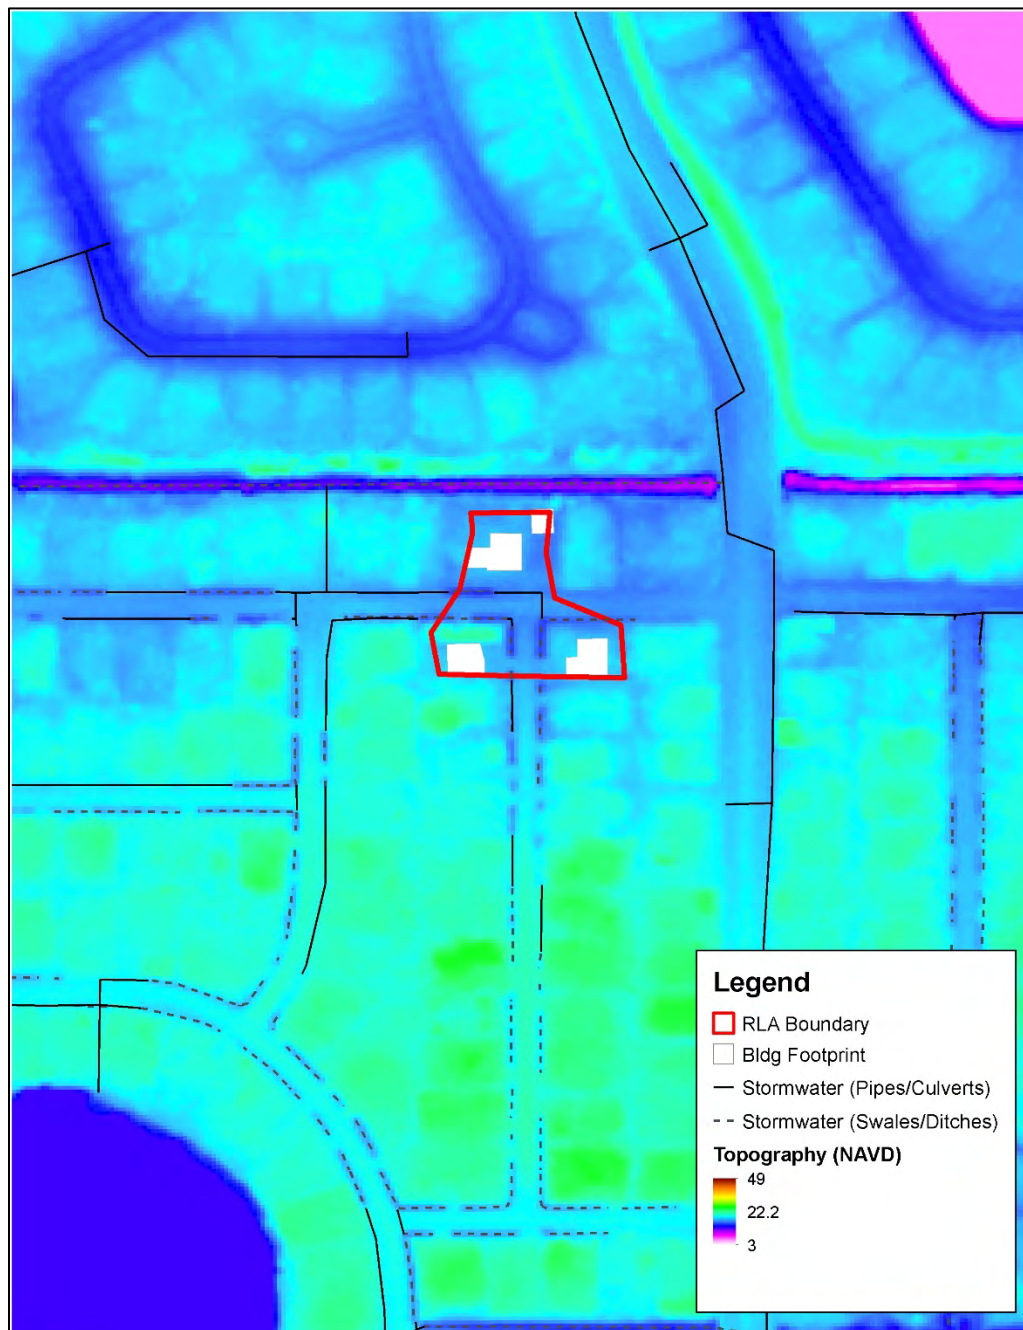 Legend
RLA Boundary
Bldg Footprint
Stormwater (Pipes/Culverts)
Stormwater (Swales/Ditches)
Topography (NAVD)
49
22.2
3